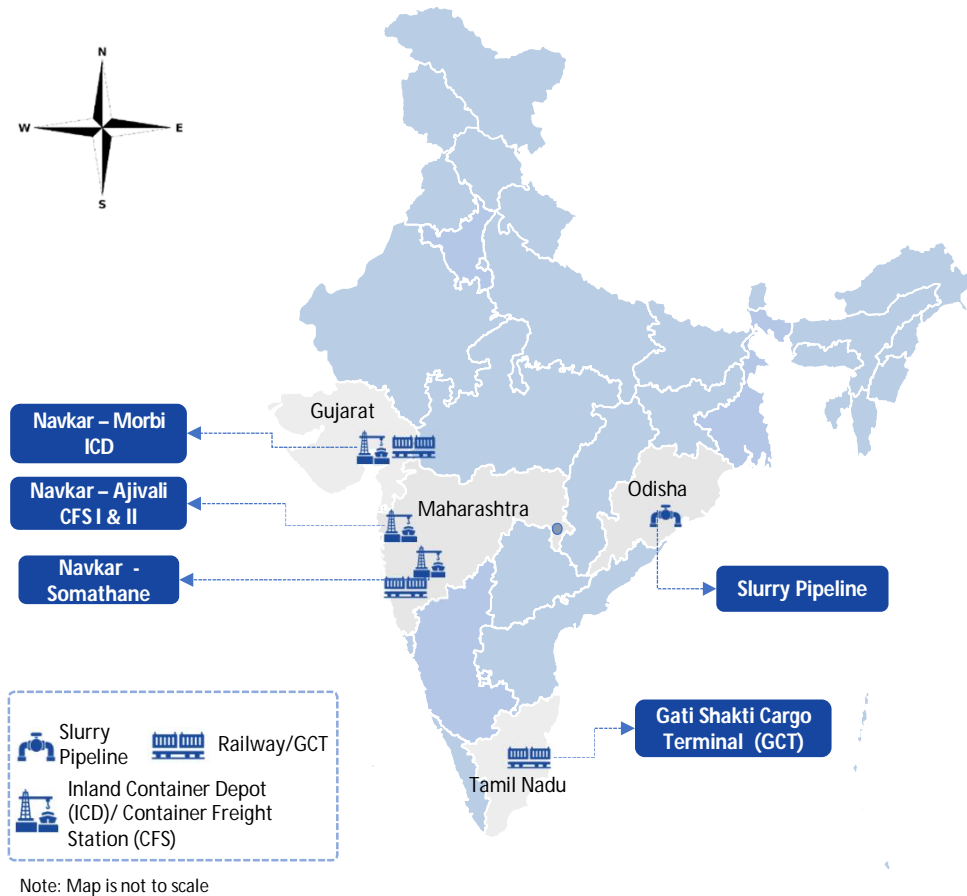 N
W
E
S
Gujarat
Navkar – Morbi
ICD
Navkar – Ajivali
CFS I & II
Maharashtra
Odisha
Navkar -
Somathane
Slurry Pipeline
Gati Shakti Cargo
Terminal (GCT)
Tamil Nadu
Slurry
Pipeline
Railway/GCT
Inland Container Depot
(ICD)/ Container Freight
Station (CFS)
Note: Map is not to scale